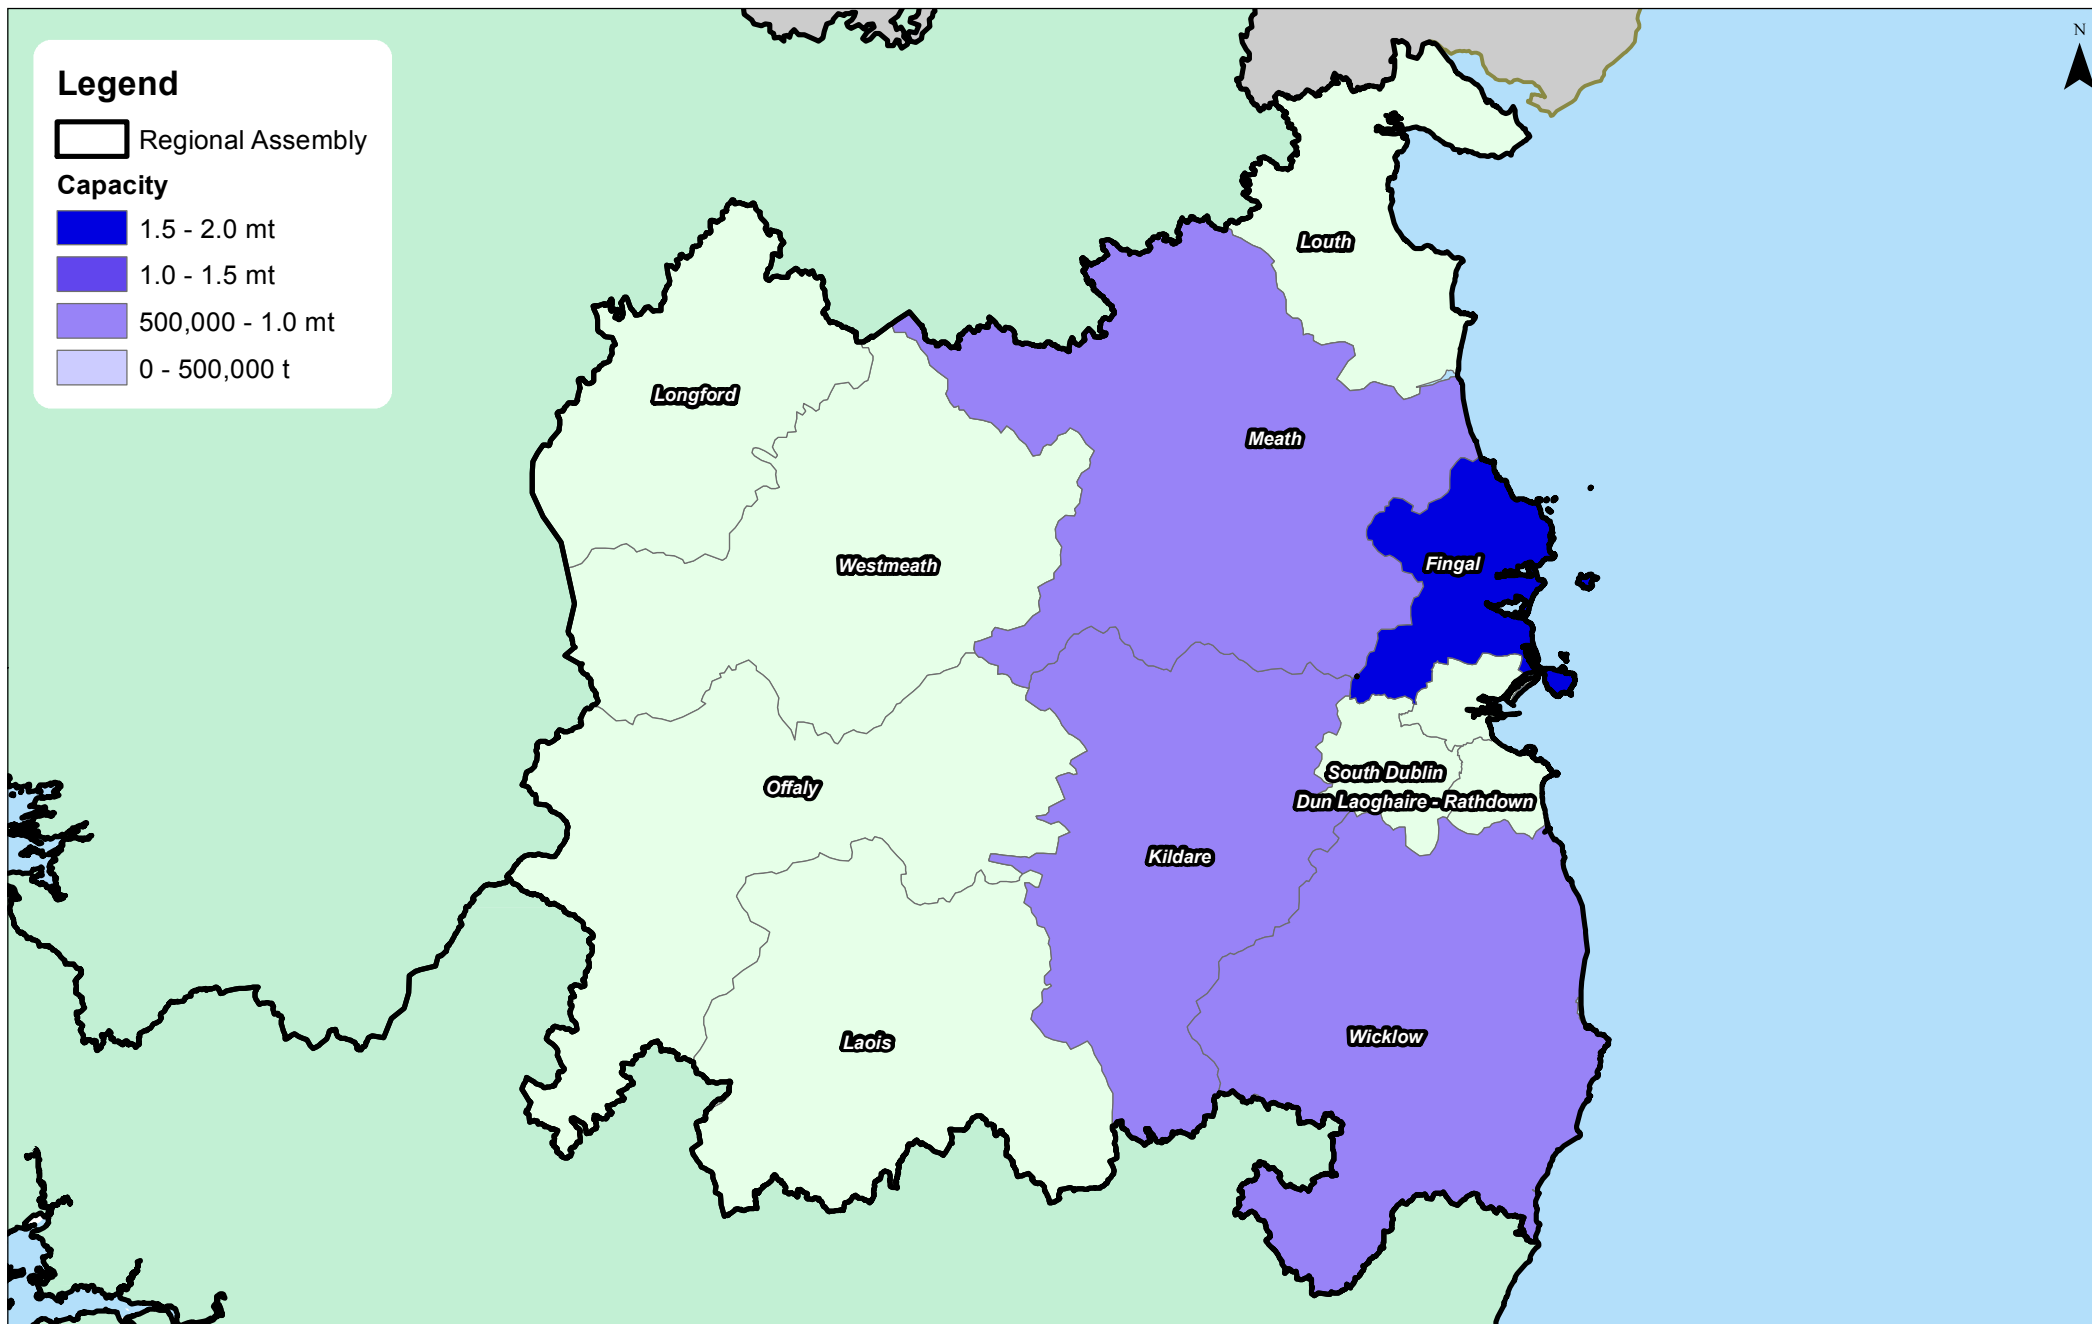 N
Legend
Regional Assembly
Capacity
1.5 - 2.0 mt
1.0 - 1.5 mt
500,000 - 1.0 mt
0 - 500,000 t
Louth
Longford
Meath
Westmeath
Fingal
South Dublin
Offaly
Dun Laoghaire - Rathdown
Kildare
Wicklow
Laois